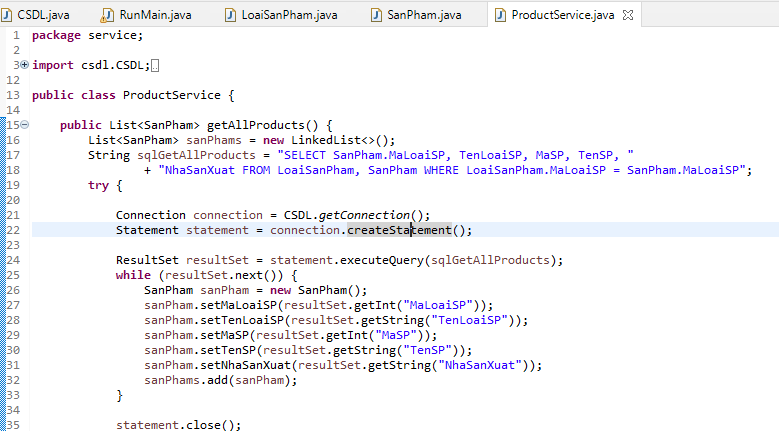 CSDL.java RunMain.java LoaiSanPham.java SanPham.java ProductService.java
1 package service;
2
3 import csdl.CSDL;
12
13 public class ProductService {
14
15 public List<SanPham> getAllProducts() {
16 List<SanPham> sanPhams = new LinkedList<>();
17 String sqlGetAllProducts = "SELECT SanPham.MaLoaiSP, TenLoaiSP, MaSP, TenSP, "
18 + "NhaSanXuat FROM LoaiSanPham, SanPham WHERE LoaiSanPham.MaLoaiSP = SanPham.MaLoaiSP";
19 try {
20
21 Connection connection = CSDL.getConnection();
22 Statement statement = connection.createStatement();
23
24 ResultSet resultSet = statement.executeQuery(sqlGetAllProducts);
25 while (resultSet.next()) {
26 SanPham sanPham = new SanPham();
27 sanPham.setMaLoaiSP(resultSet.getInt("MaLoaiSP"));
28 sanPham.setTenLoaiSP(resultSet.getString("TenLoaiSP"));
29 sanPham.setMaSP(resultSet.getInt("MaSP"));
30 sanPham.setTenSP(resultSet.getString("TenSP"));
31 sanPham.setNhaSanXuat(resultSet.getString("NhaSanXuat"));
32 sanPhams.add(sanPham);
33 }
34
35 statement.close();